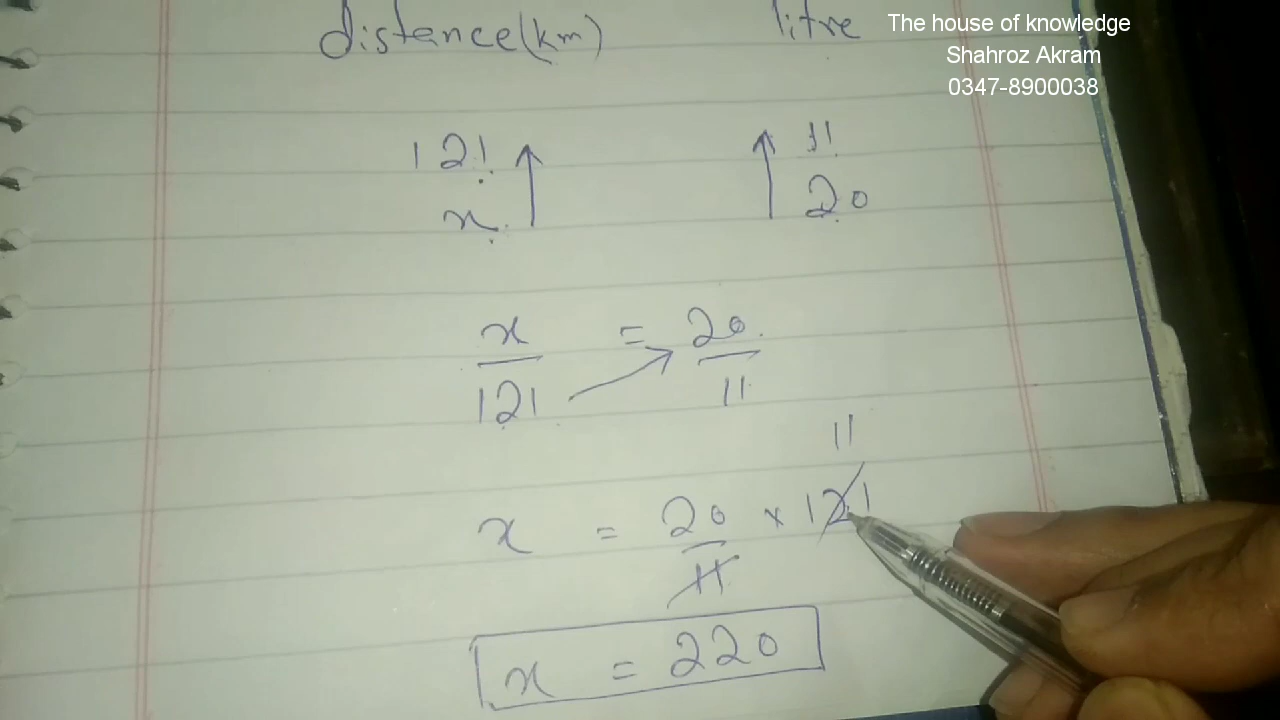 distance(km) litre
The house of knowledge
Shahroz Akram
0347-8900038
121 11
x 20
x = 20
121 11
11
x = 20 × 121
11
x = 220